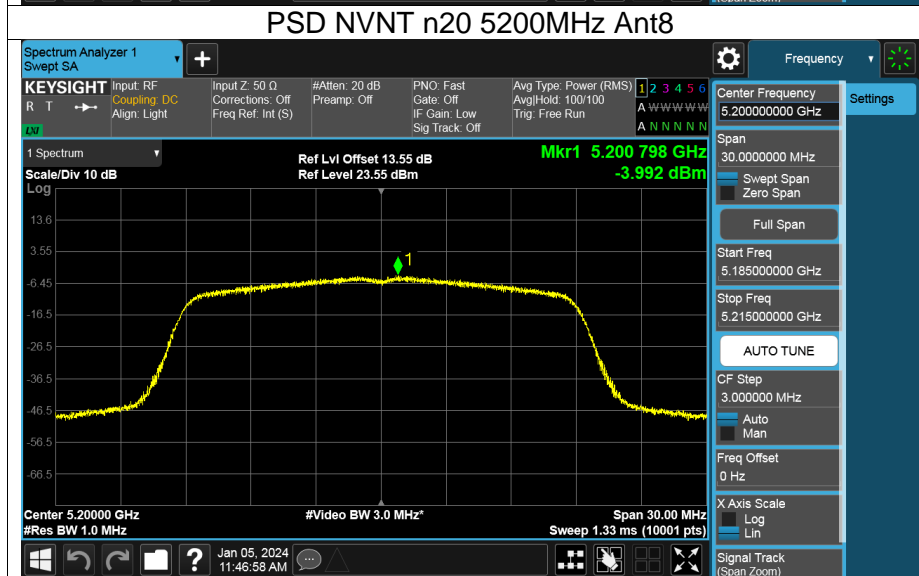 (Span Zoom)
PSD NVNT n20 5200MHz Ant8
Spectrum Analyzer 1
Swept SA
Frequency
KEYSIGHT
R T
LXI
Input: RF
Coupling: DC
Align: Light
Input Z: 50 Ω
Corrections: Off
Freq Ref: Int (S)
#Atten: 20 dB
Preamp: Off
PNO: Fast
Gate: Off
IF Gain: Low
Sig Track: Off
Avg Type: Power (RMS)
Avg|Hold: 100/100
Trig: Free Run
1 2 3 4 5 6
A W W W W W
A N N N N N
1 Spectrum
Scale/Div 10 dB
Log
Ref Lvl Offset 13.55 dB
Ref Level 23.55 dBm
Mkr1 5.200 798 GHz
-3.992 dBm
1
13.6
3.55
-6.45
-16.5
-26.5
-36.5
-46.5
-56.5
-66.5
Center 5.20000 GHz
#Res BW 1.0 MHz
#Video BW 3.0 MHz*
Span 30.00 MHz
Sweep 1.33 ms (10001 pts)
?
Jan 05, 2024
11:46:58 AM
Center Frequency
5.200000000 GHz
Span
30.0000000 MHz
Swept Span
Zero Span
Full Span
Start Freq
5.185000000 GHz
Stop Freq
5.215000000 GHz
AUTO TUNE
CF Step
3.000000 MHz
Auto
Man
Freq Offset
0 Hz
X Axis Scale
Log
Lin
Signal Track
(Span Zoom)
Settings